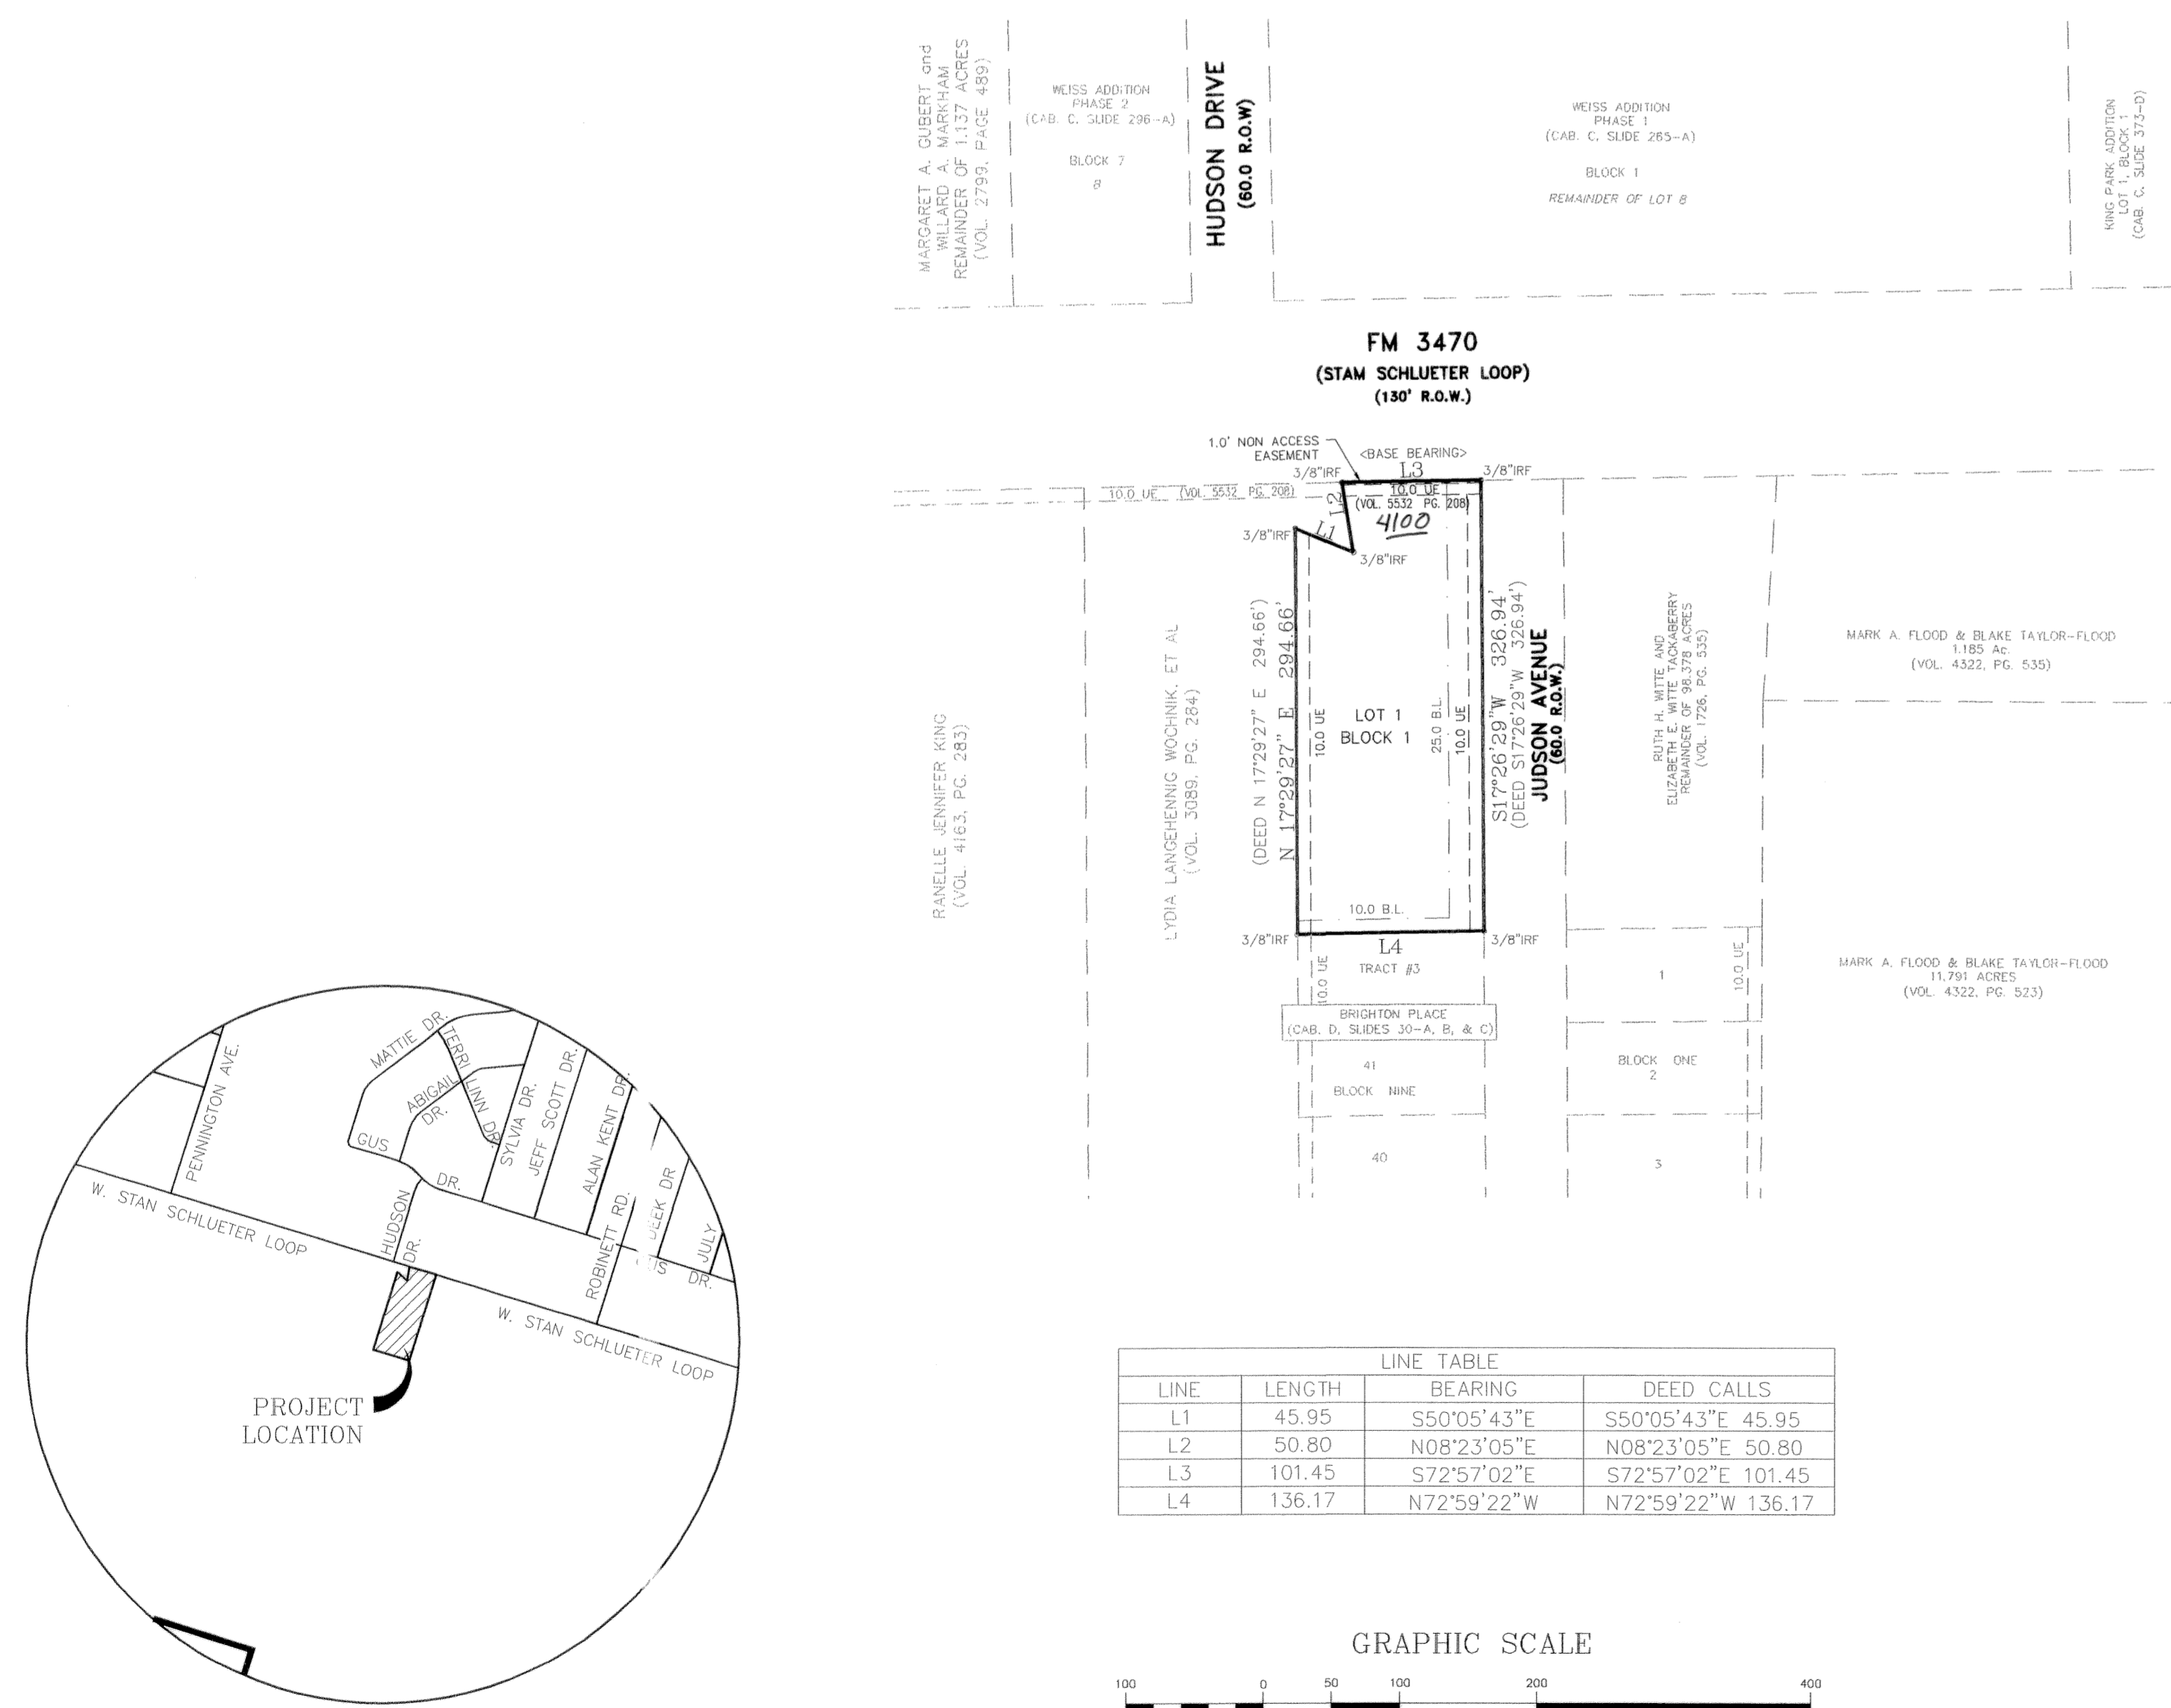 MARGARET A. GUBERT and
WILLARD A. MARKHAM
REMAINDER OF 1.137 ACRES
(VOL. 2799, PAGE 489)
WEISS ADDITION
PHASE 2
(CAB. C, SLIDE 296-A)
BLOCK 7
8
HUDSON DRIVE
(60.0 R.O.W)
WEISS ADDITION
PHASE 1
(CAB. C, SLIDE 265-A)
BLOCK 1
REMAINDER OF LOT 8
KING PARK ADDITION
LOT 1, BLOCK 1
(CAB. C, SLIDE 373-D)
FM 3470
(STAM SCHLUETER LOOP)
(130' R.O.W.)
1.0' NON ACCESS
EASEMENT
<BASE BEARING>
3/8"IRF
L3
3/8"IRF
10.0 UE (VOL. 5532 PG. 208)
L2
10.0 UE
(VOL. 5532 PG. 208)
4100
3/8"IRF
L1
3/8"IRF
RANELLE JENNIFER KING
(VOL. 4163, PG. 283)
LYDIA LANGEHENNIG WOCHNIK, ET AL
(VOL. 3089, PG. 284)
(DEED N 17°29'27" E 294.66')
N 17°29'27" E 294.66'
10.0 UE
LOT 1
BLOCK 1
25.0 B.L.
10.0 UE
S17°26'29"W 326.94'
(DEED S17°26'29"W 326.94')
JUDSON AVENUE
(60.0 R.O.W.)
RUTH H. WITTE AND
ELIZABETH E. WITTE TACKABERRY
REMAINDER OF 98.378 ACRES
(VOL. 1726, PG. 535)
MARK A. FLOOD & BLAKE TAYLOR-FLOOD
1.185 Ac.
(VOL. 4322, PG. 535)
10.0 B.L.
3/8"IRF
L4
3/8"IRF
TRACT #3
10.0 UE
BRIGHTON PLACE
(CAB. D, SLIDES 30-A, B, & C)
41
BLOCK NINE
40
1
10.0 UE
BLOCK ONE
2
3
MARK A. FLOOD & BLAKE TAYLOR-FLOOD
11.791 ACRES
(VOL. 4322, PG. 523)
PENNINGTON AVE.
MATTIE DR.
TERRI LINN DR.
ABIGAIL
DR.
GUS
DR.
SYLVIA DR.
JEFF SCOTT DR.
ALAN KENT DR.
ROBINETT RD.
DR
JULY
DR.
HUDSON
DR.
W. STAN SCHLUETER LOOP
W. STAN SCHLUETER LOOP
PROJECT
LOCATION
LINE TABLE
LINE LENGTH BEARING DEED CALLS
L1 45.95 S50°05'43"E S50°05'43"E 45.95
L2 50.80 N08°23'05"E N08°23'05"E 50.80
L3 101.45 S72°57'02"E S72°57'02"E 101.45
L4 136.17 N72°59'22"W N72°59'22"W 136.17
GRAPHIC SCALE
100 0 50 100 200 400